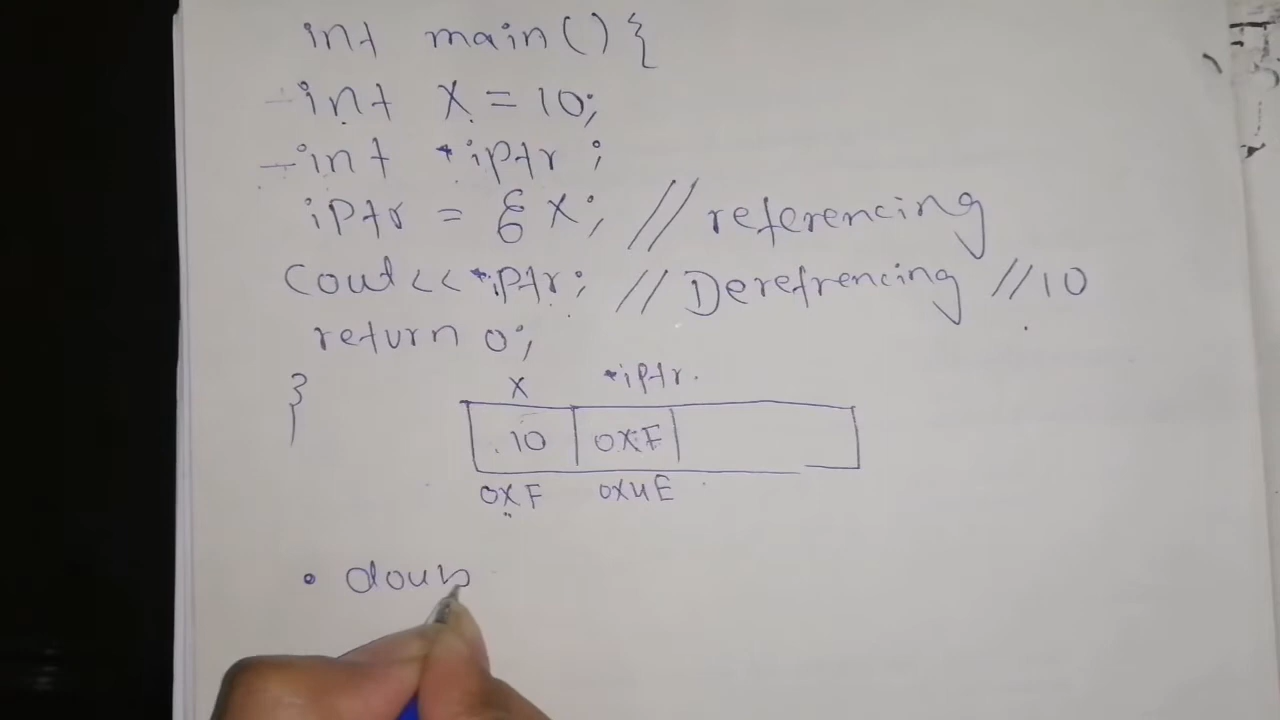 int main(){
int x = 10;
int *iptr ;
iptr = &x; // referencing
Cout<< *iptr; // Derefrencing //10
return 0;
}
x *iptr.
10 0XF
0XF 0X4E
• doub